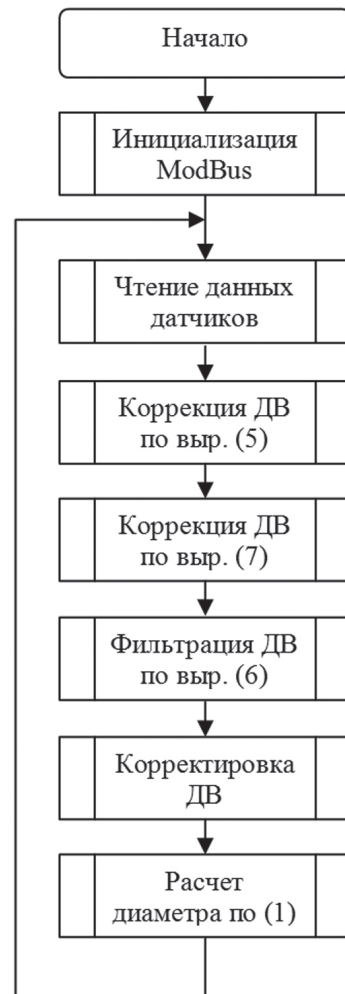 Начало
Инициализация
ModBus
Чтение данных
датчиков
Коррекция ДВ
по выр. (5)
Коррекция ДВ
по выр. (7)
Фильтрация ДВ
по выр. (6)
Корректировка
ДВ
Расчет
диаметра по (1)